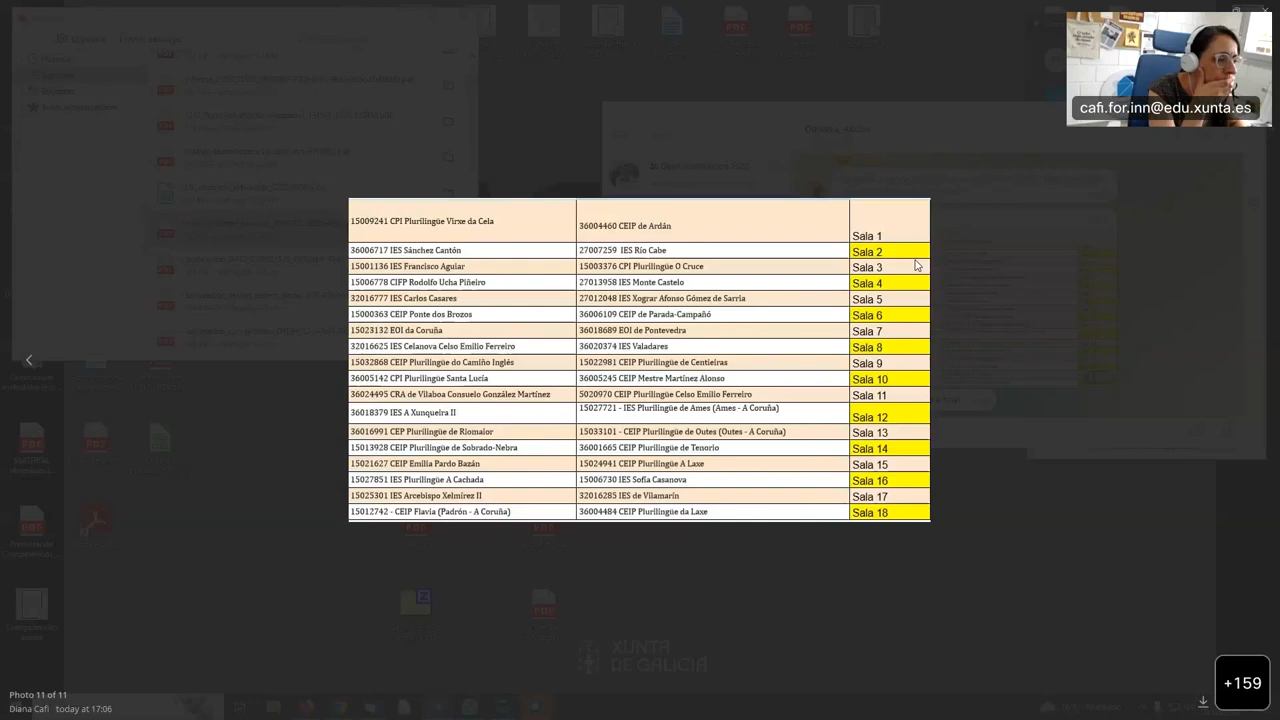 cafi.for.inn@edu.xunta.es
15009241 CPI Plurilingüe Virxe da Cela 36004460 CEIP de Ardán Sala 1
36006717 IES Sánchez Cantón 27007259 IES Río Cabe Sala 2
15001136 IES Francisco Aguiar 15003376 CPI Plurilingüe O Cruce Sala 3
15006778 CIFP Rodolfo Ucha Piñeiro 27013958 IES Monte Castelo Sala 4
32016777 IES Carlos Casares 27012048 IES Xograr Afonso Gómez de Sarria Sala 5
15000363 CEIP Ponte dos Brozos 36006109 CEIP de Parada-Campañó Sala 6
15023132 EOI da Coruña 36018689 EOI de Pontevedra Sala 7
32016625 IES Celanova Celso Emilio Ferreiro 36020374 IES Valadares Sala 8
15032868 CEIP Plurilingüe do Camiño Inglés 15022981 CEIP Plurilingüe de Centieiras Sala 9
36005142 CPI Plurilingüe Santa Lucía 36005245 CEIP Mestre Martínez Alonso Sala 10
36024495 CRA de Vilaboa Consuelo González Martínez 5020970 CEIP Plurilingüe Celso Emilio Ferreiro Sala 11
36018379 IES A Xunqueira II 15027721 - IES Plurilingüe de Ames (Ames - A Coruña) Sala 12
36016991 CEP Plurilingüe de Riomaior 15033101 - CEIP Plurilingüe de Outes (Outes - A Coruña) Sala 13
15013928 CEIP Plurilingüe de Sobrado-Nebra 36001665 CEIP Plurilingüe de Tenorio Sala 14
15021627 CEIP Emilia Pardo Bazán 15024941 CEIP Plurilingüe A Laxe Sala 15
15027851 IES Plurilingüe A Cachada 15006730 IES Sofía Casanova Sala 16
15025301 IES Arcebispo Xelmírez II 32016285 IES de Vilamarín Sala 17
15012742 - CEIP Flavia (Padrón - A Coruña) 36004484 CEIP Plurilingüe da Laxe Sala 18
XUNTA
DE GALICIA
+159
Photo 11 of 11
Diana Cafi today at 17:06